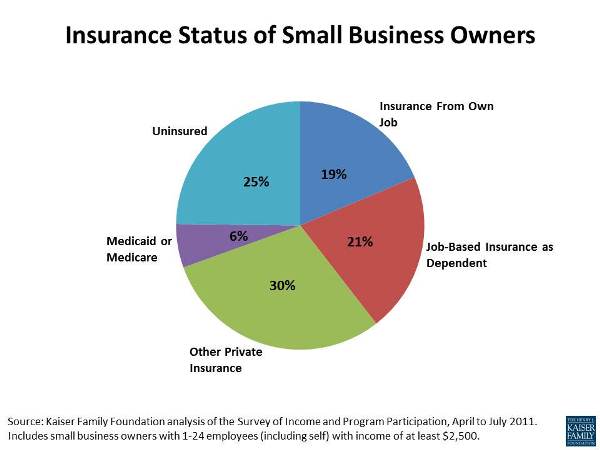 Insurance Status of Small Business Owners
Insurance From Own
Job
19%
Job-Based Insurance as
Dependent
21%
Other Private
Insurance
30%
Medicaid or
Medicare
6%
Uninsured
25%
Source: Kaiser Family Foundation analysis of the Survey of Income and Program Participation, April to July 2011.
Includes small business owners with 1-24 employees (including self) with income of at least $2,500.
THE HENRY J.
KAISER
FAMILY
FOUNDATION